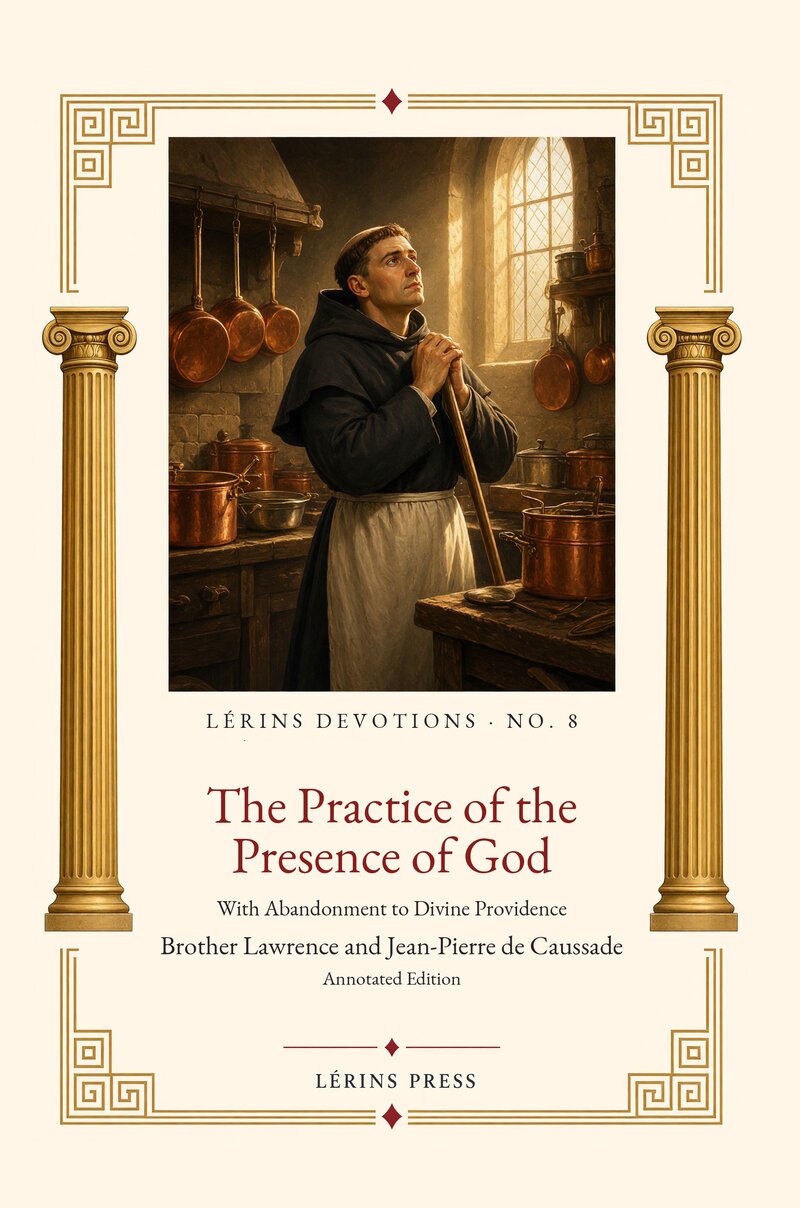 LÉRINS DEVOTIONS · NO. 8
The Practice of the
Presence of God
With Abandonment to Divine Providence
Brother Lawrence and Jean-Pierre de Caussade
Annotated Edition
LÉRINS PRESS